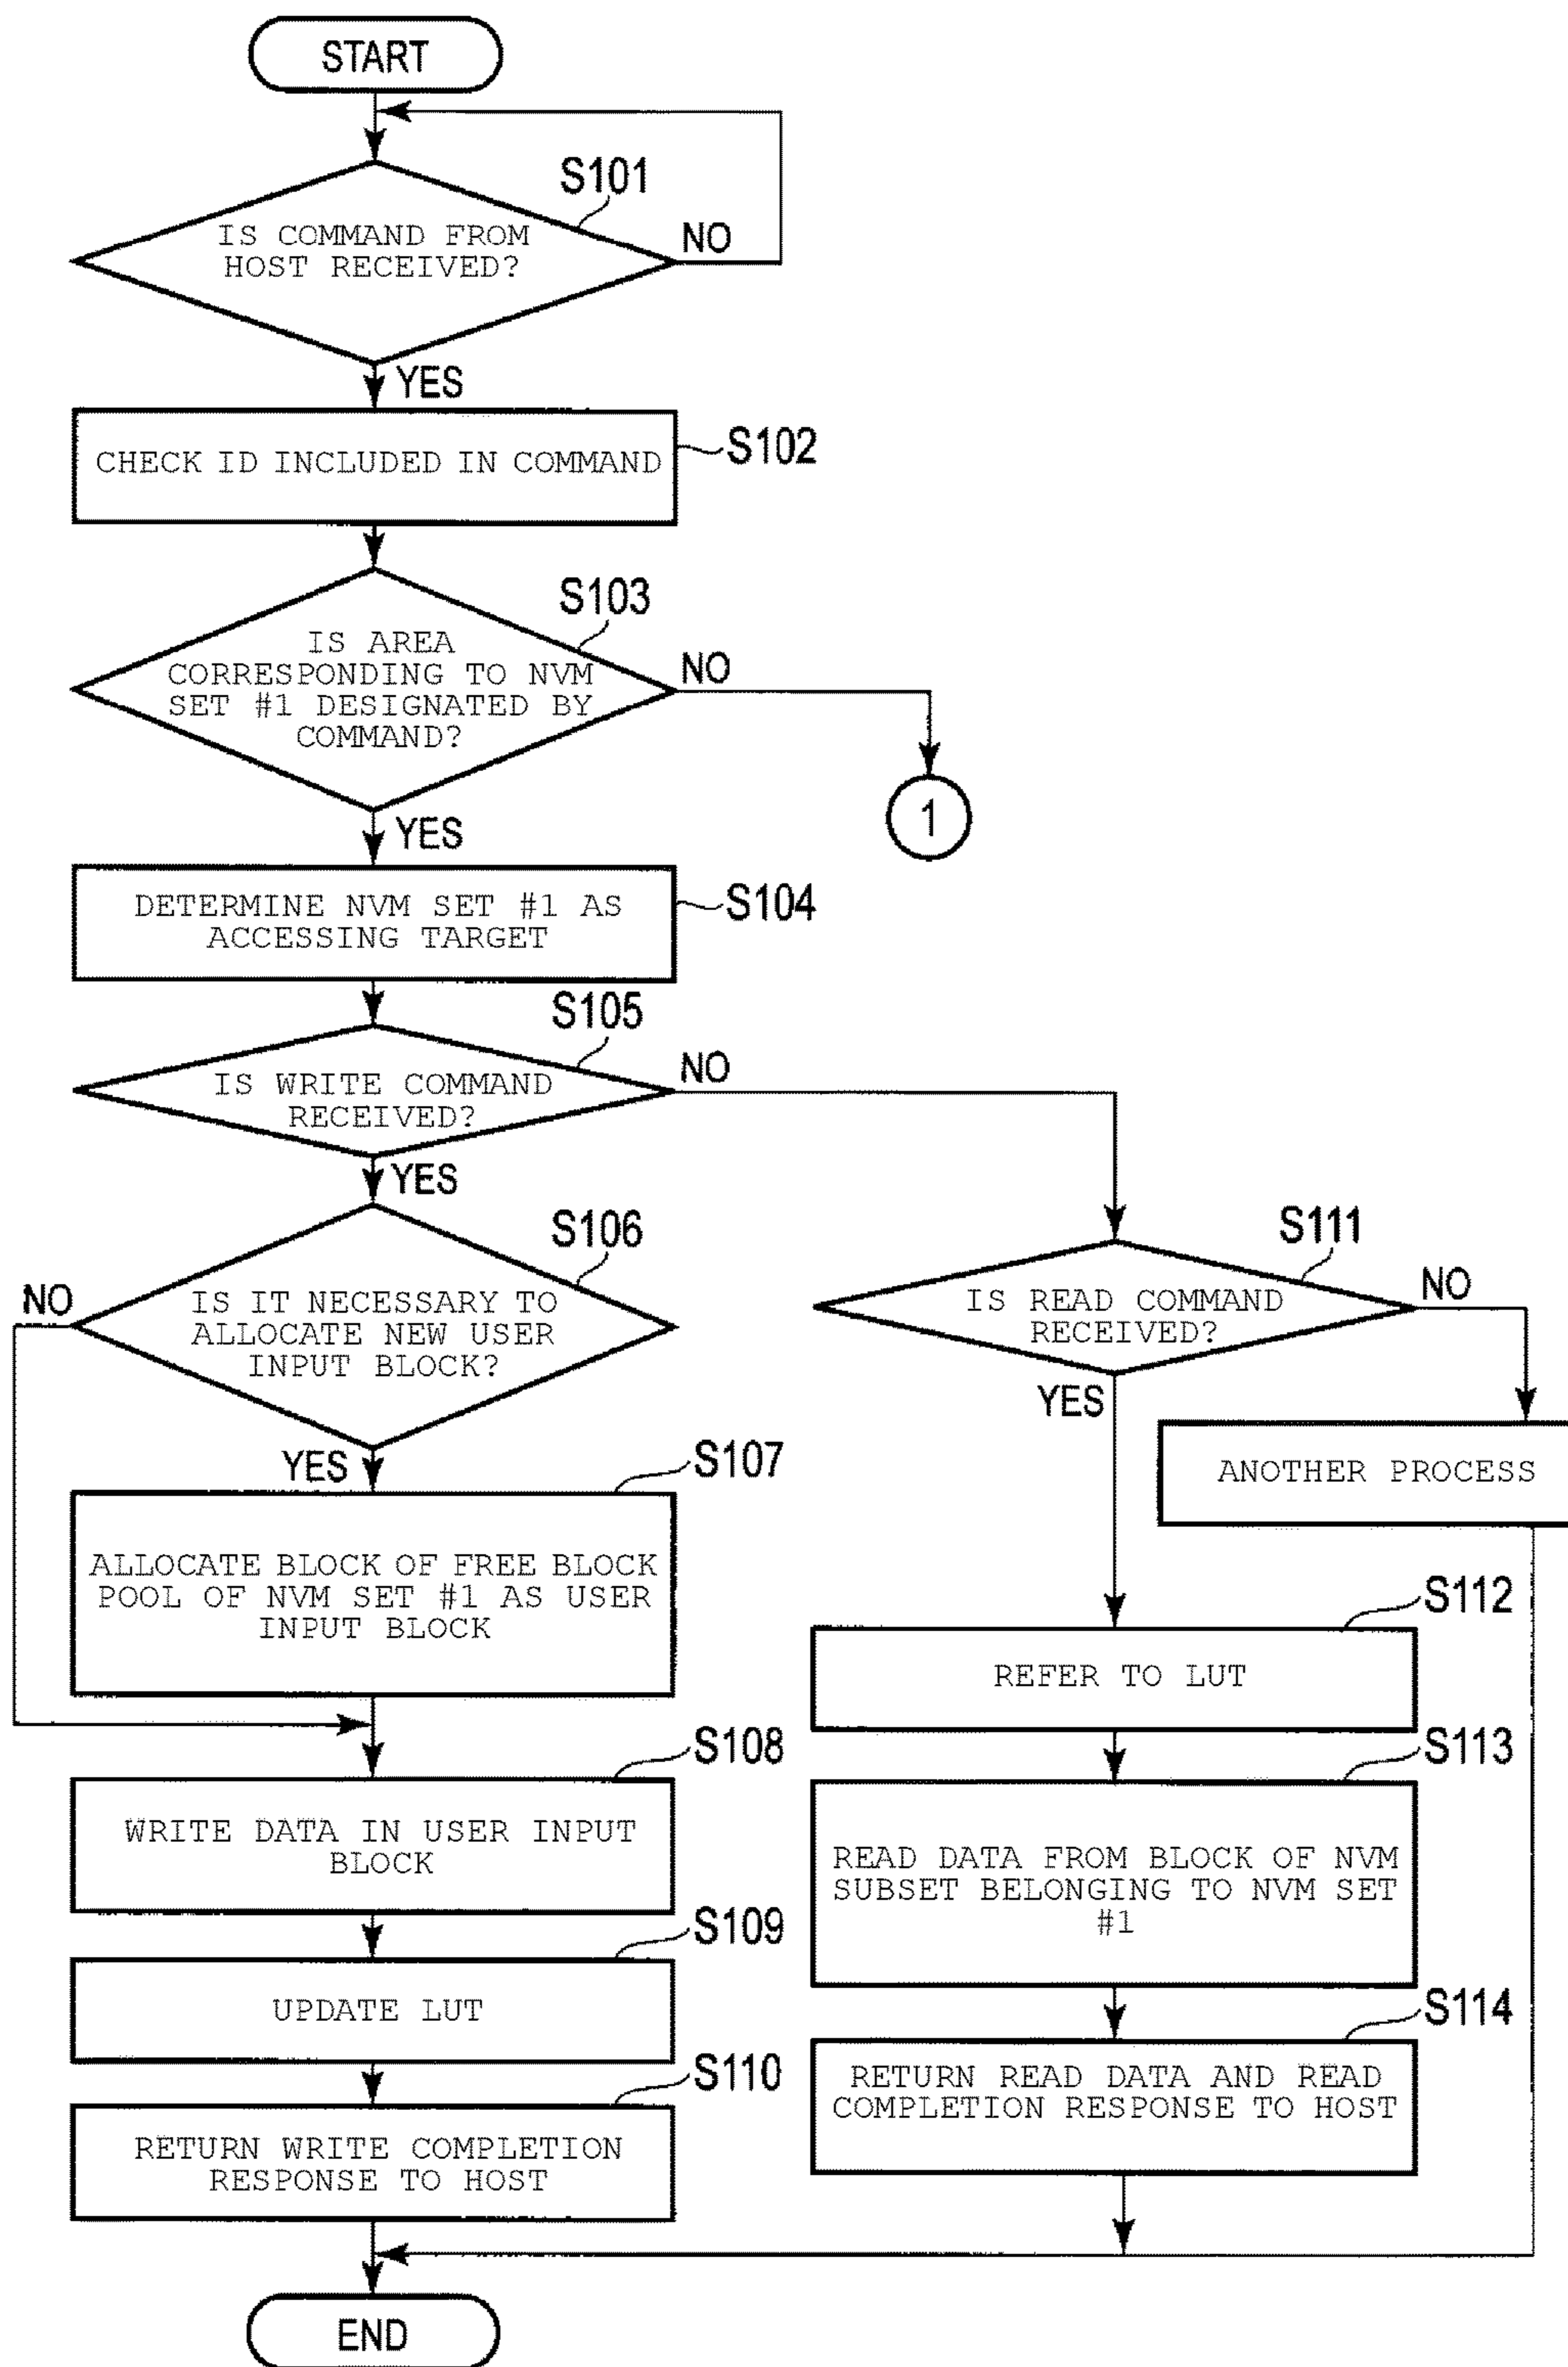 START
S101
IS COMMAND FROM
HOST RECEIVED?
NO
YES
CHECK ID INCLUDED IN COMMAND
S102
S103
IS AREA
CORRESPONDING TO NVM
SET #1 DESIGNATED BY
COMMAND?
NO
1
YES
DETERMINE NVM SET #1 AS
ACCESSING TARGET
S104
S105
IS WRITE COMMAND
RECEIVED?
NO
YES
S106
IS IT NECESSARY TO
ALLOCATE NEW USER
INPUT BLOCK?
NO
YES
S107
ALLOCATE BLOCK OF FREE BLOCK
POOL OF NVM SET #1 AS USER
INPUT BLOCK
S108
WRITE DATA IN USER INPUT
BLOCK
S109
UPDATE LUT
S110
RETURN WRITE COMPLETION
RESPONSE TO HOST
S111
IS READ COMMAND
RECEIVED?
NO
YES
ANOTHER PROCESS
S112
REFER TO LUT
S113
READ DATA FROM BLOCK OF NVM
SUBSET BELONGING TO NVM SET
#1
S114
RETURN READ DATA AND READ
COMPLETION RESPONSE TO HOST
END